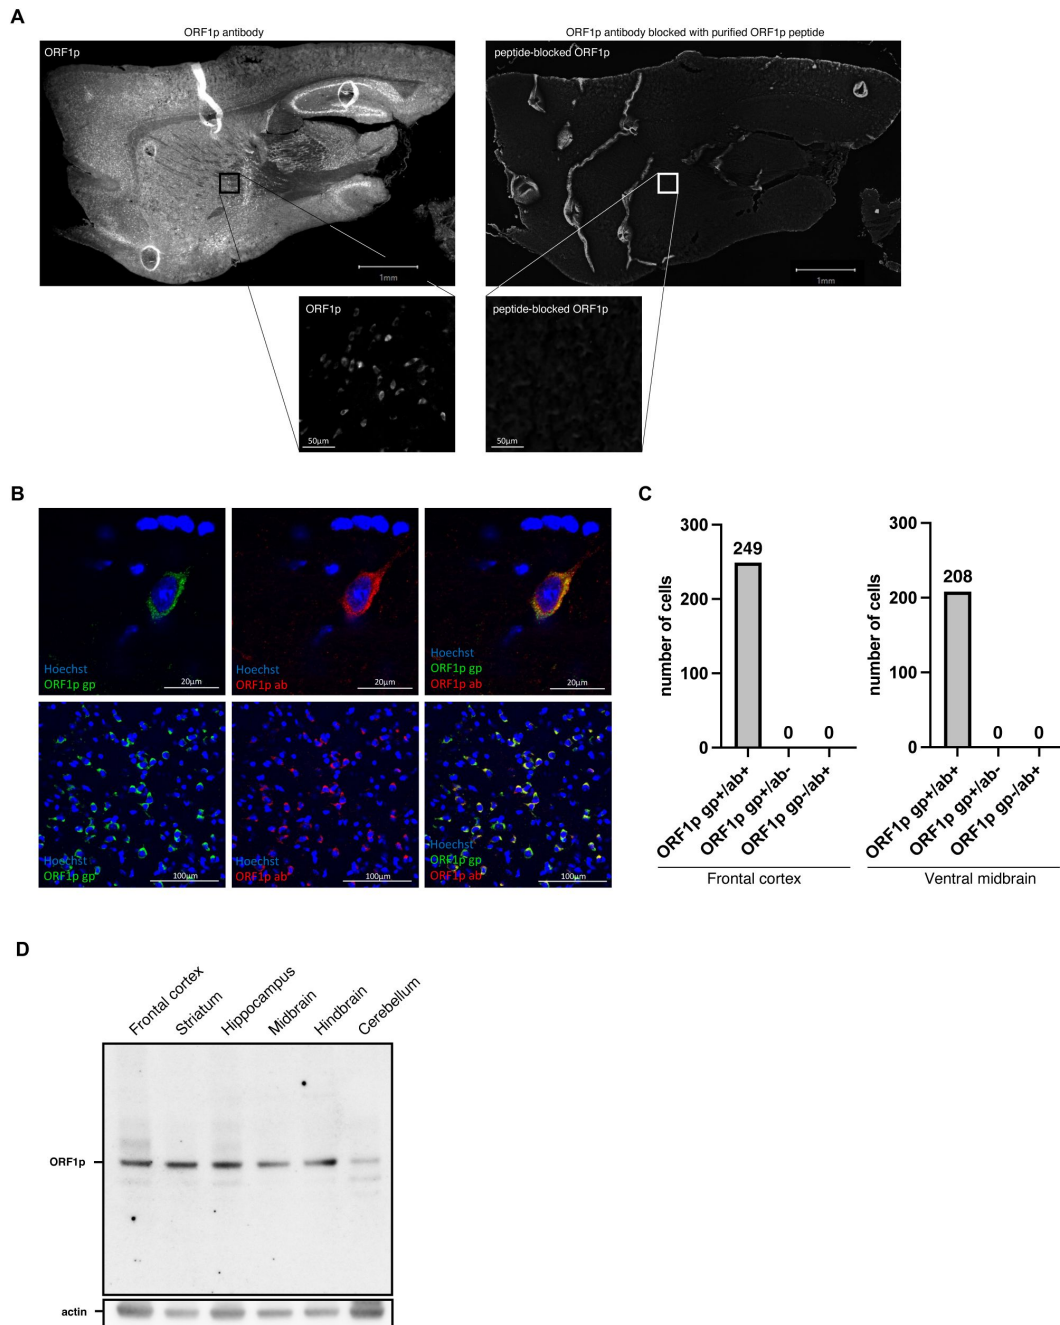 A
ORF1p antibody
ORF1p antibody blocked with purified ORF1p peptide
ORF1p
peptide-blocked ORF1p
1mm
1mm
ORF1p
peptide-blocked ORF1p
50µm
50µm
B
Hoechst
ORF1p gp
20µm
Hoechst
ORF1p ab
20µm
Hoechst
ORF1p gp
ORF1p ab
20µm
Hoechst
ORF1p gp
100µm
Hoechst
ORF1p ab
100µm
Hoechst
ORF1p gp
ORF1p ab
100µm
C
number of cells
300
200
100
0
249
0
0
ORF1p gp+/ab+
ORF1p gp+/ab-
ORF1p gp-/ab+
Frontal cortex
number of cells
300
200
100
0
208
0
0
ORF1p gp+/ab+
ORF1p gp+/ab-
ORF1p gp-/ab+
Ventral midbrain
D
Frontal cortex
Striatum
Hippocampus
Midbrain
Hindbrain
Cerebellum
ORF1p
actin